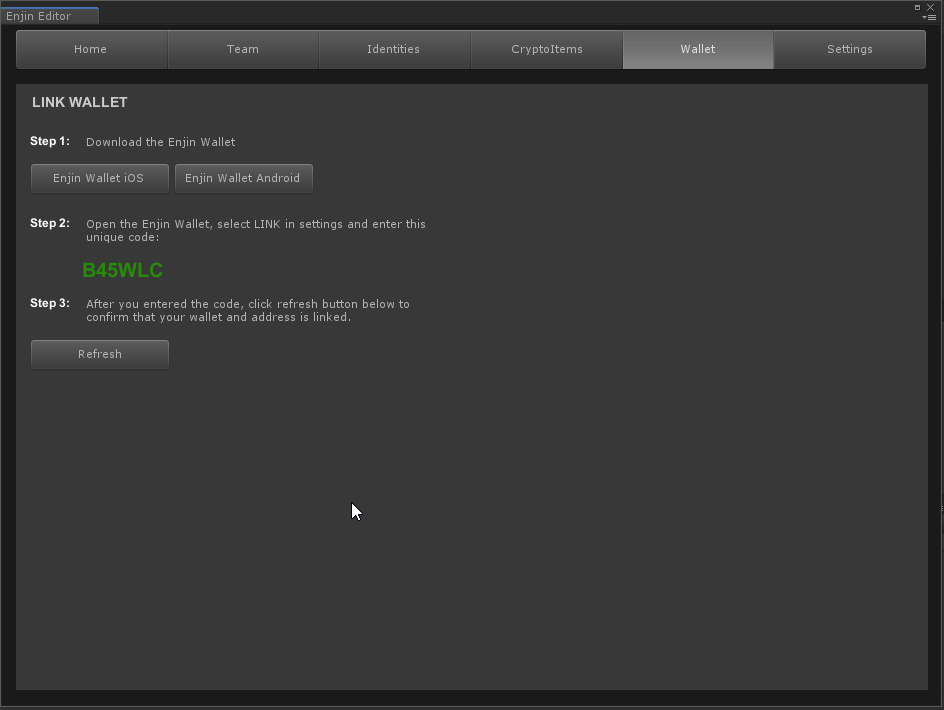 Enjin Editor
Home
Team
Identities
CryptoItems
Wallet
Settings
LINK WALLET
Step 1: Download the Enjin Wallet
Enjin Wallet iOS
Enjin Wallet Android
Step 2: Open the Enjin Wallet, select LINK in settings and enter this
unique code:
B45WLC
Step 3: After you entered the code, click refresh button below to
confirm that your wallet and address is linked.
Refresh